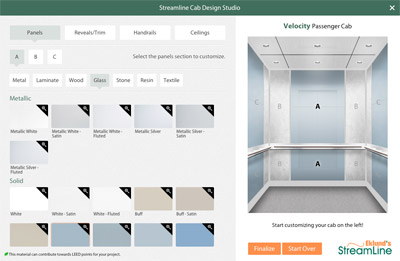 Streamline Cab Design Studio
Panels
Reveals/Trim
Handrails
Ceilings
A
B
C
Select the panels section to customize.
Metal
Laminate
Wood
Glass
Stone
Resin
Textile
Metallic
Metallic White
Metallic White - Satin
Metallic White - Fluted
Metallic Silver
Metallic Silver - Satin
Metallic Silver - Fluted
Solid
White
White - Satin
White - Fluted
Buff
Buff - Satin
This material can contribute towards LEED points for your project.
Velocity Passenger Cab
C
B
A
B
C
B
A
B
Start customizing your cab on the left!
Finalize
Start Over
Eklund's
STREAMLINE